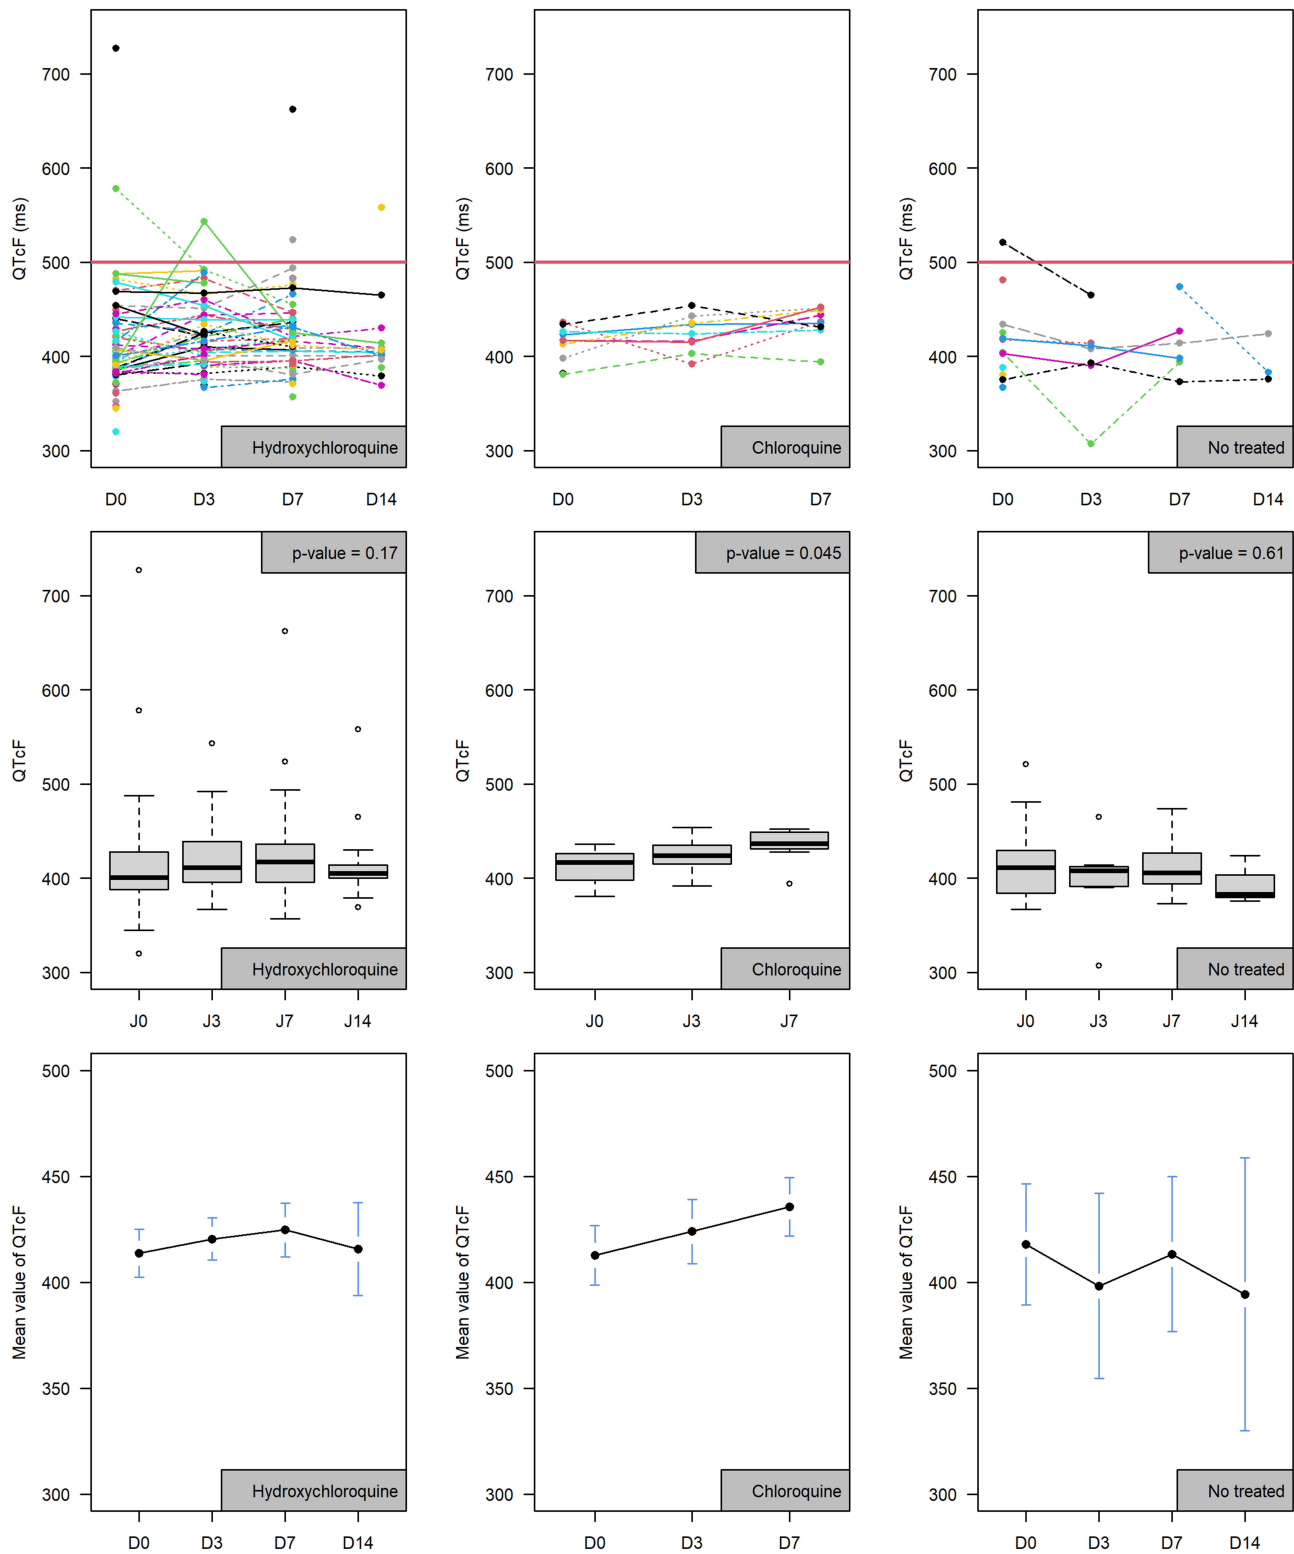 QTcF (ms)
700
600
500
400
300
Hydroxychloroquine
D0 D3 D7 D14
QTcF (ms)
700
600
500
400
300
Chloroquine
D0 D3 D7
QTcF (ms)
700
600
500
400
300
No treated
D0 D3 D7 D14
p-value = 0.17
QTcF
700
600
500
400
300
Hydroxychloroquine
J0 J3 J7 J14
p-value = 0.045
QTcF
700
600
500
400
300
Chloroquine
J0 J3 J7
p-value = 0.61
QTcF
700
600
500
400
300
No treated
J0 J3 J7 J14
Mean value of QTcF
500
450
400
350
300
Hydroxychloroquine
D0 D3 D7 D14
Mean value of QTcF
500
450
400
350
300
Chloroquine
D0 D3 D7
Mean value of QTcF
500
450
400
350
300
No treated
D0 D3 D7 D14